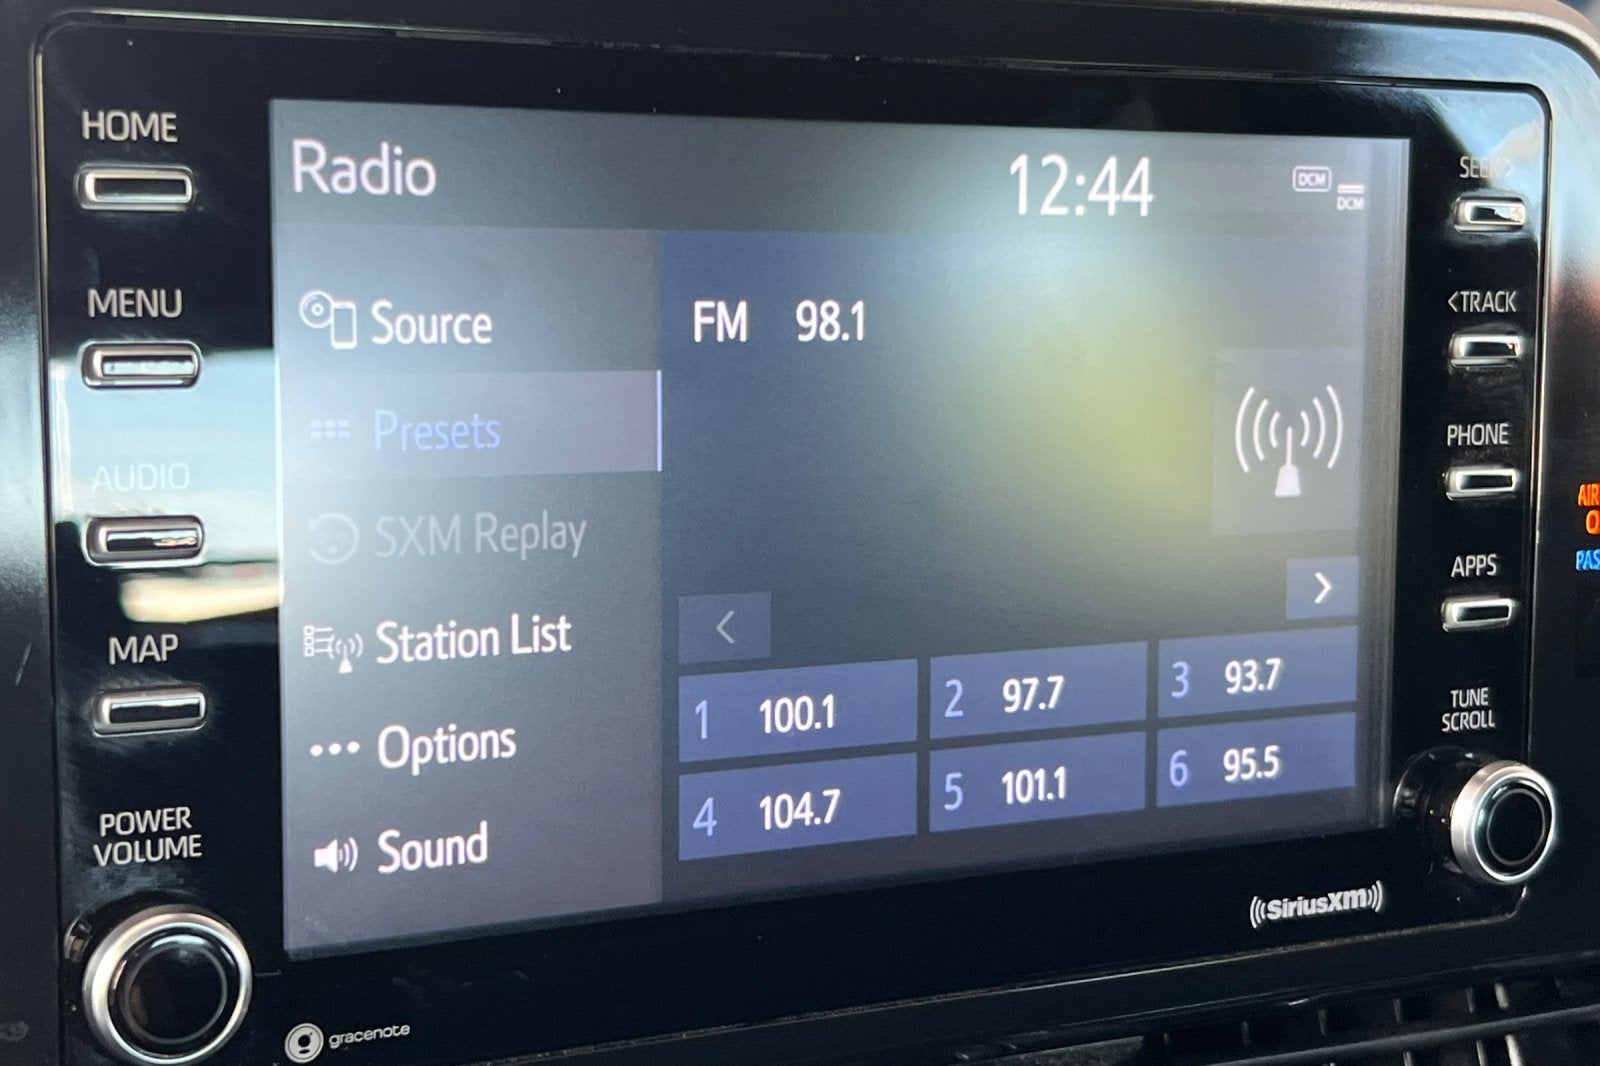 HOME
MENU
AUDIO
MAP
POWER
VOLUME
Radio
12:44
DCM
DCM
Source
Presets
SXM Replay
Station List
Options
Sound
FM 98.1
1 100.1
2 97.7
3 93.7
4 104.7
5 101.1
6 95.5
SEEK>
<TRACK
PHONE
APPS
TUNE
SCROLL
SiriusXM
gracenote
AIR
PAS